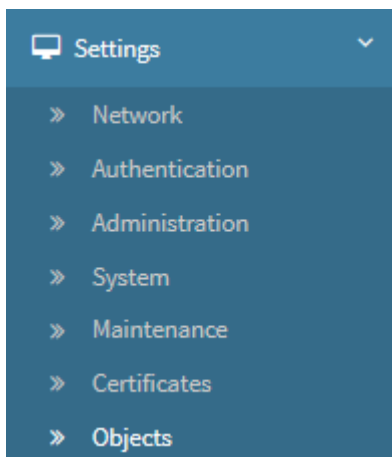 Settings
Network
Authentication
Administration
System
Maintenance
Certificates
Objects